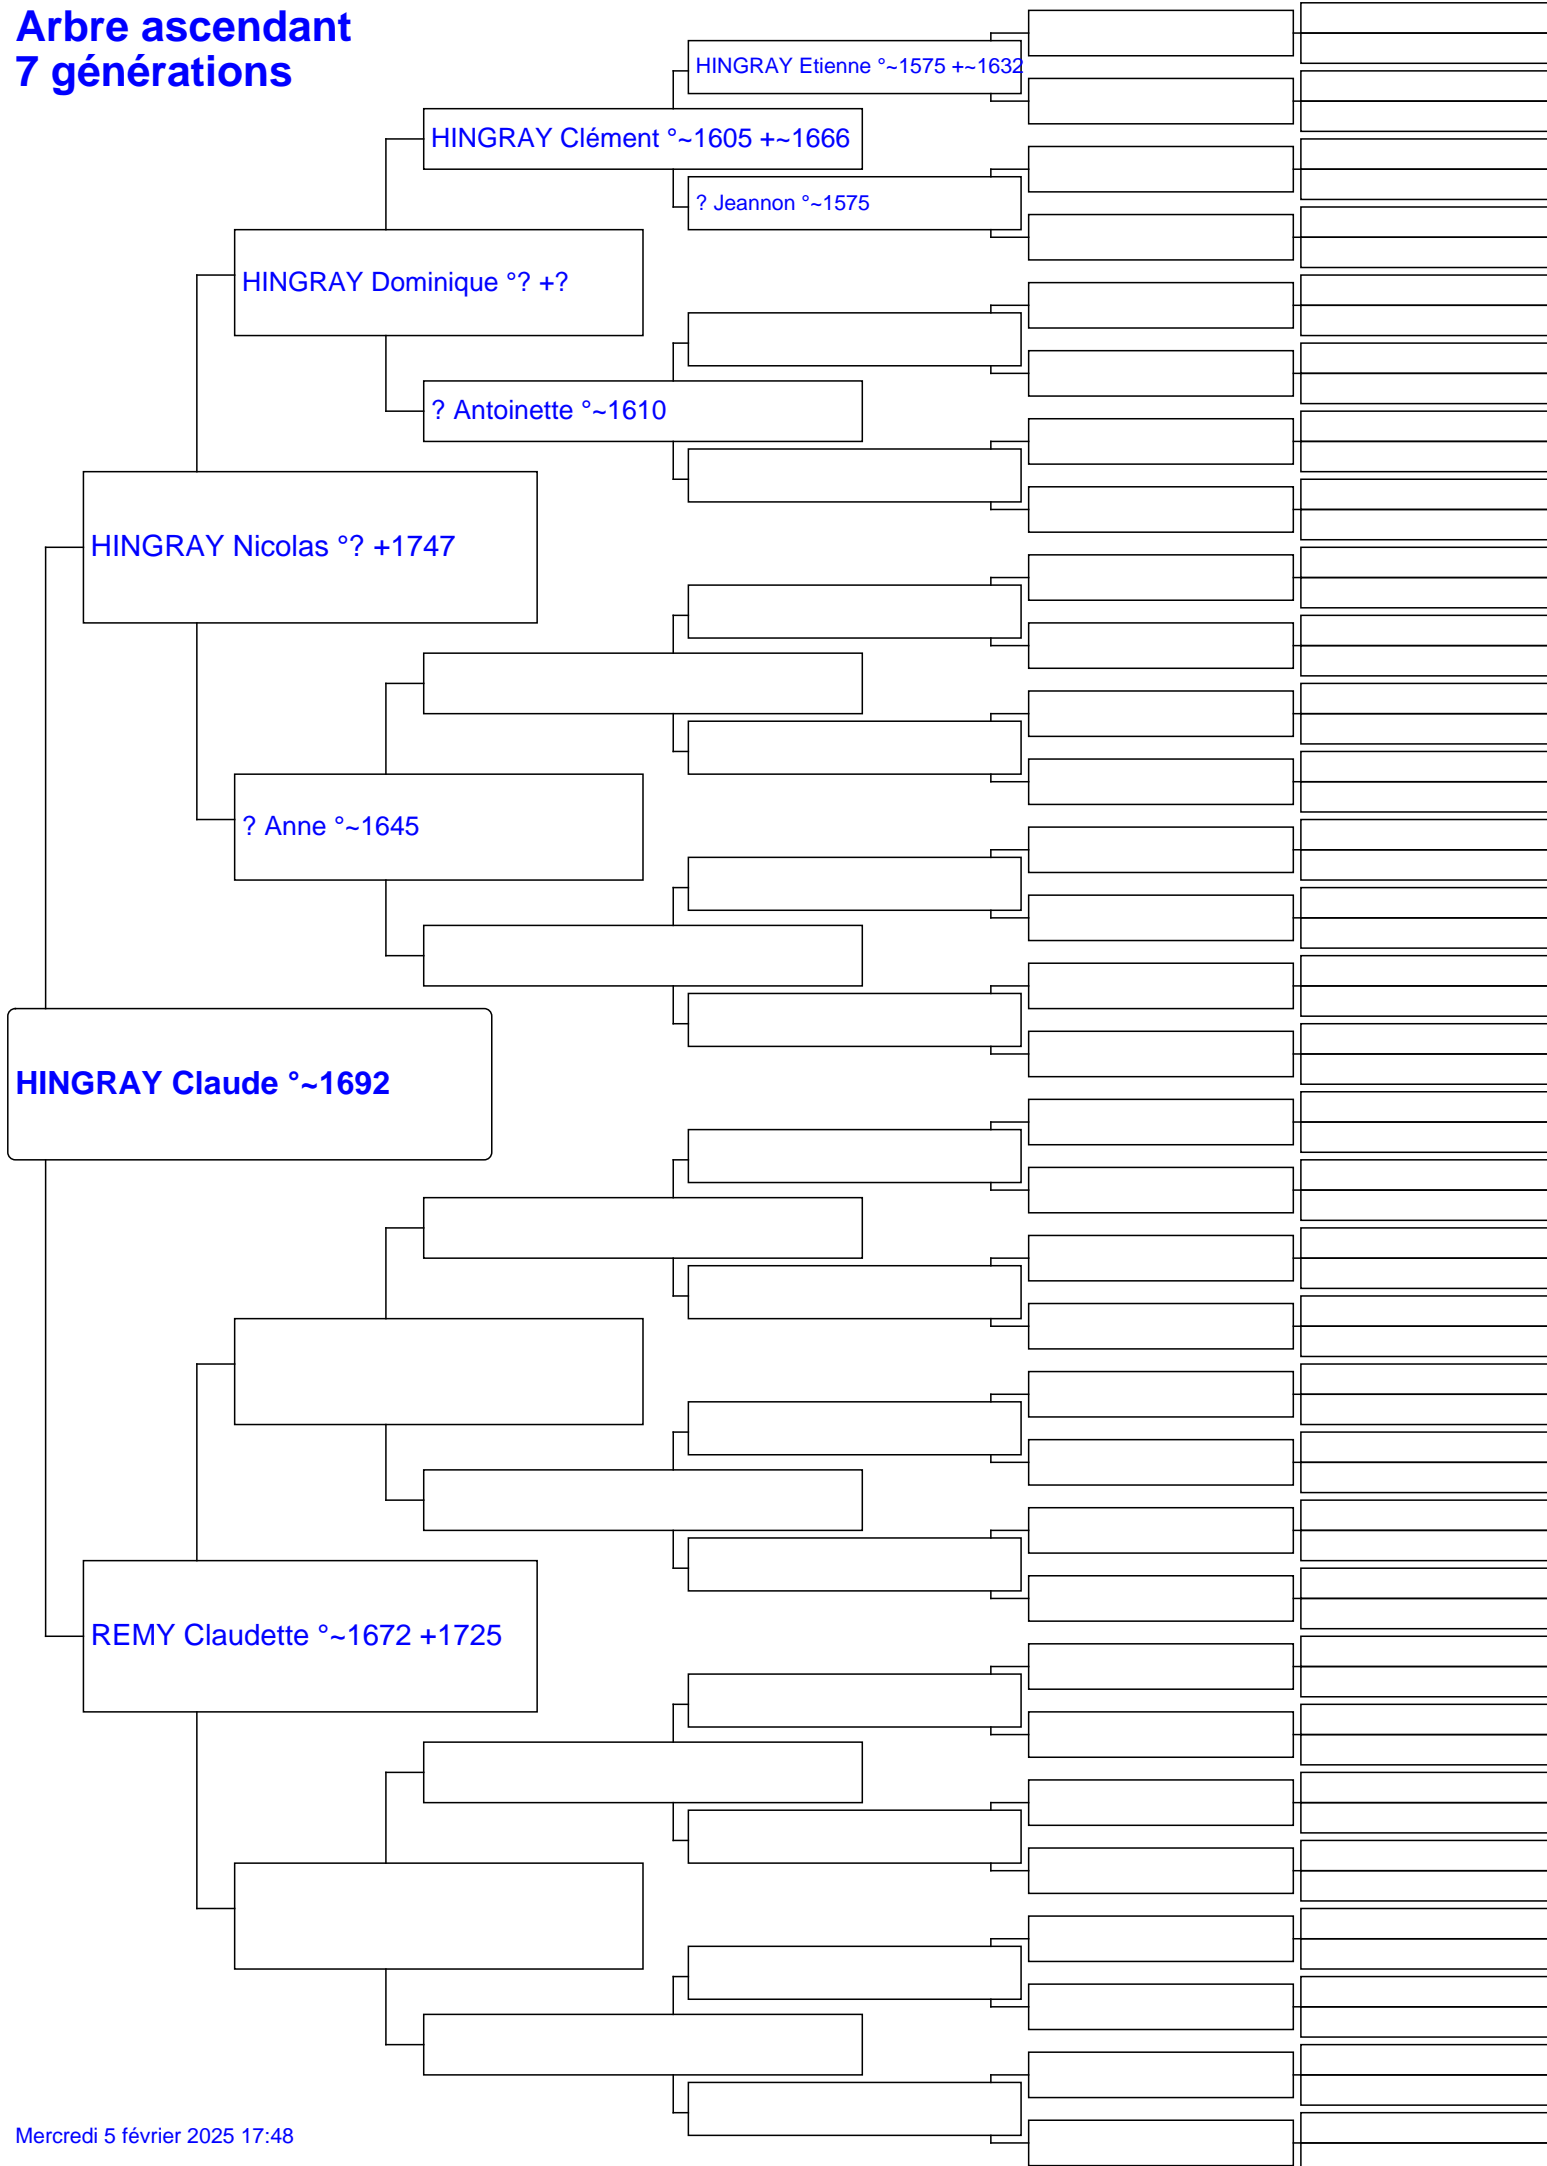 Arbre ascendant
7 générations
HINGRAY Etienne °~1575 +~1632
HINGRAY Clément °~1605 +~1666
? Jeannon °~1575
HINGRAY Dominique °? +?
? Antoinette °~1610
HINGRAY Nicolas °? +1747
? Anne °~1645
HINGRAY Claude °~1692
REMY Claudette °~1672 +1725
Mercredi 5 février 2025 17:48